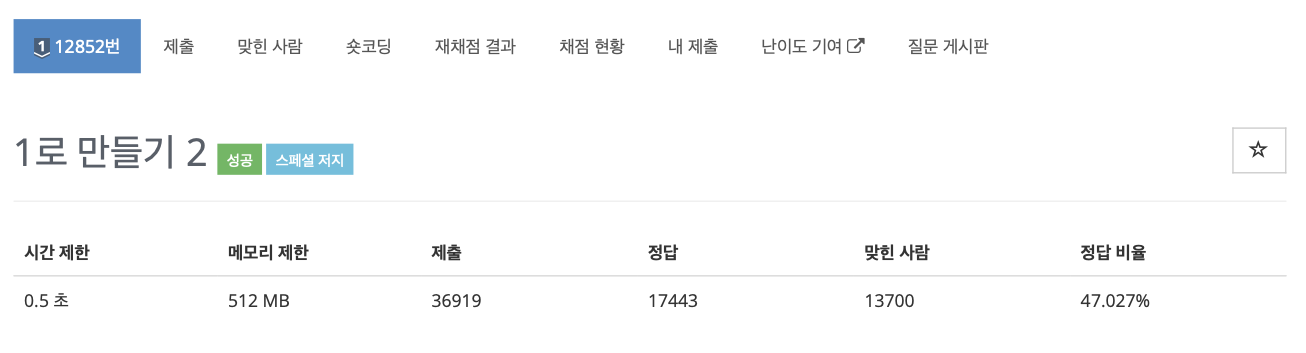 1 12852번 제출 맞힌 사람 숏코딩 재채점 결과 채점 현황 내 제출 난이도 기여 질문 게시판
1로 만들기 2 성공 스페셜 저지
시간 제한 메모리 제한 제출 정답 맞힌 사람 정답 비율
0.5 초 512 MB 36919 17443 13700 47.027%